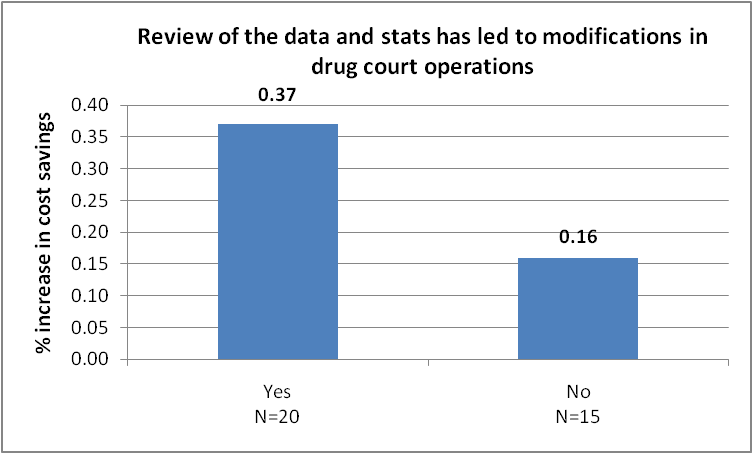 Review of the data and stats has led to modifications in
drug court operations
% increase in cost savings
0.40
0.35
0.30
0.25
0.20
0.15
0.10
0.05
0.00
0.37
0.16
Yes
N=20
No
N=15